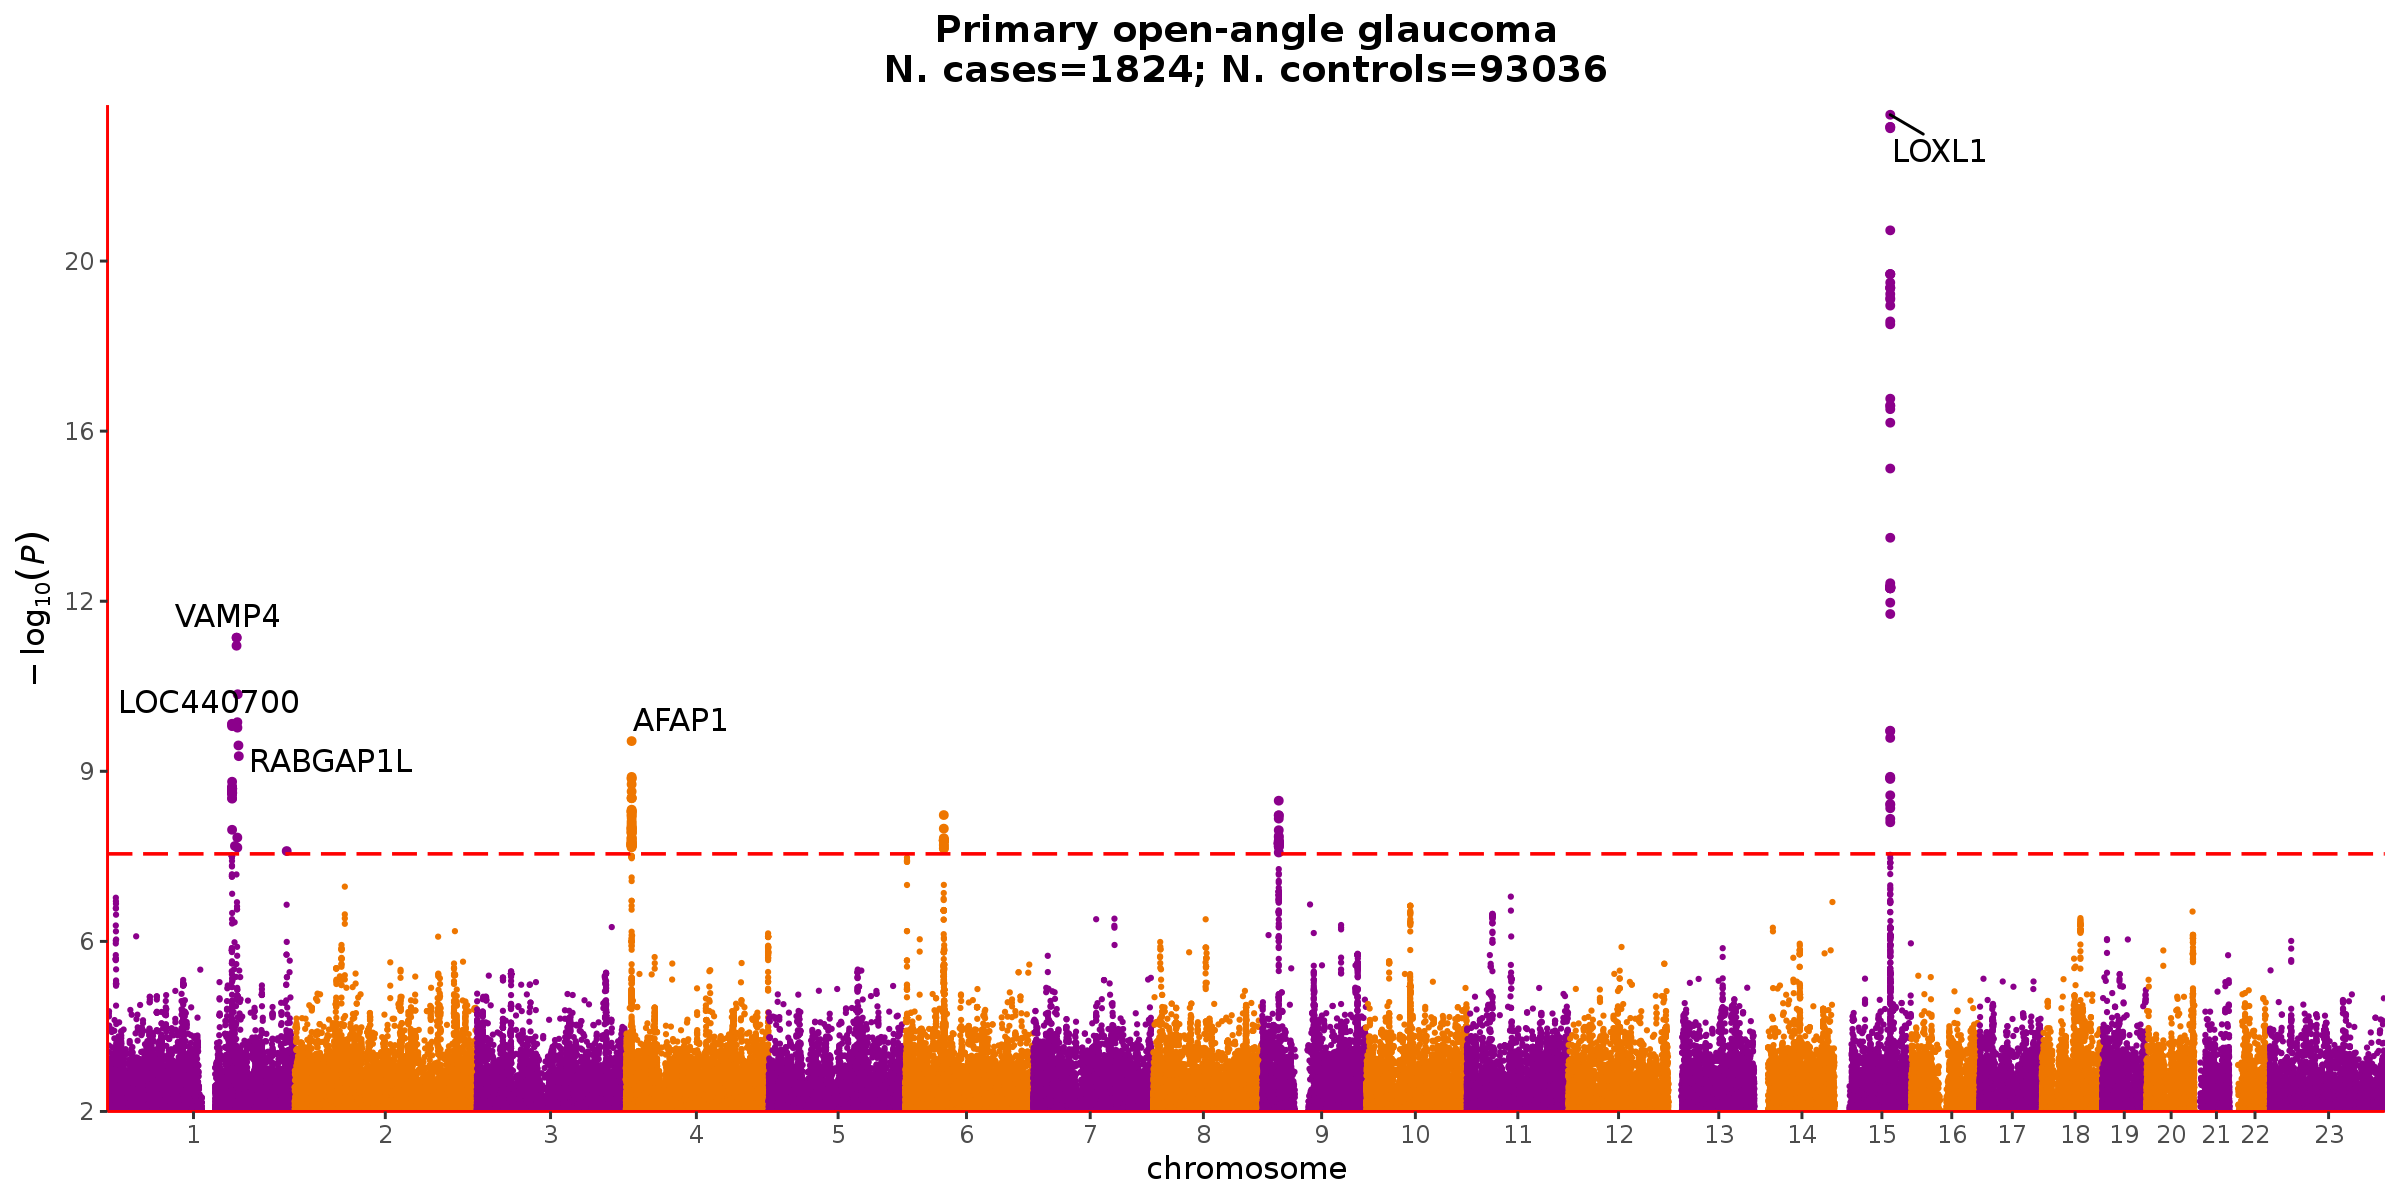 Primary open-angle glaucoma
N. cases=1824; N. controls=93036
LOXL1
20
16
− log10(P)
12
VAMP4
LOC440700
AFAP1
RABGAP1L
9
6
2
1 2 3 4 5 6 7 8 9 10 11 12 13 14 15 16 17 18 19 20 21 22 23
chromosome